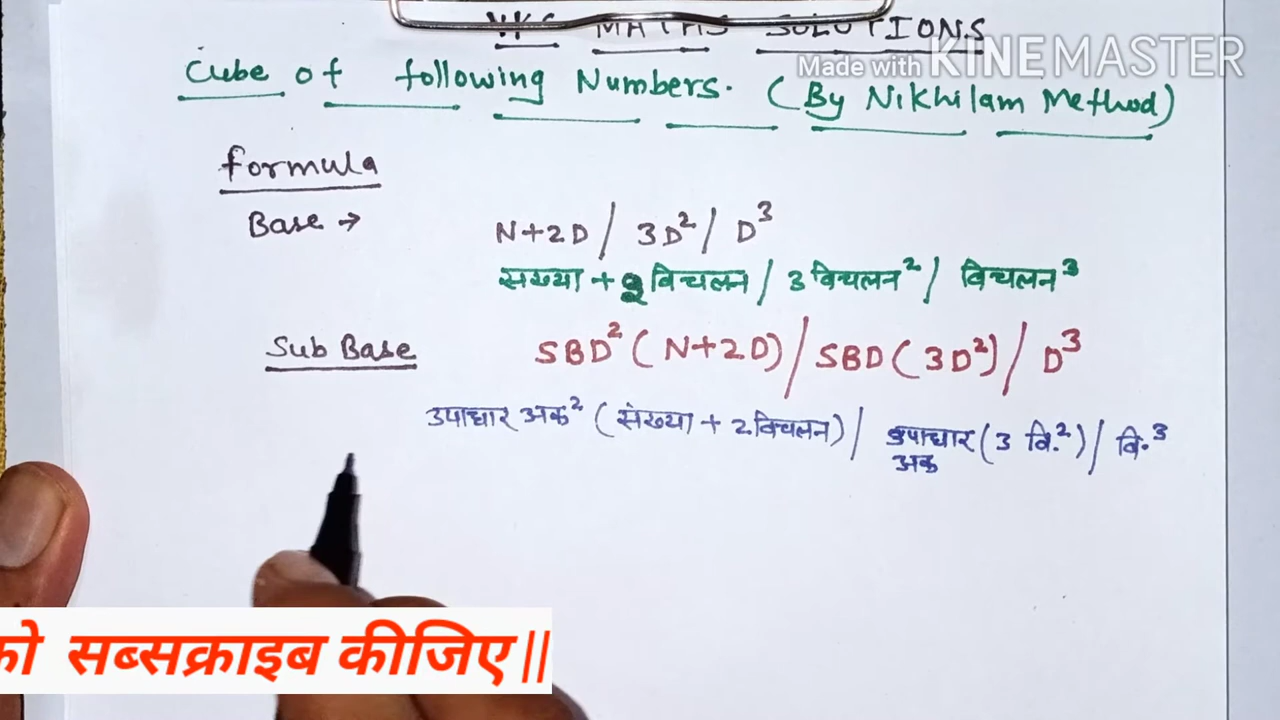 MATHS SOLUTIONS
Made with KINEMASTER
Cube of following Numbers. (By Nikhilam Method)
formula
Base → N+2D / 3D² / D³
संख्या + 2 विचलन / 3 विचलन² / विचलन³
Sub Base SBD² (N+2D) / SBD (3D²) / D³
उपाधार अंक² (संख्या + 2 विचलन) / उपाधार (3 वि.²) / वि.³
अंक
को सब्सक्राइब कीजिए||